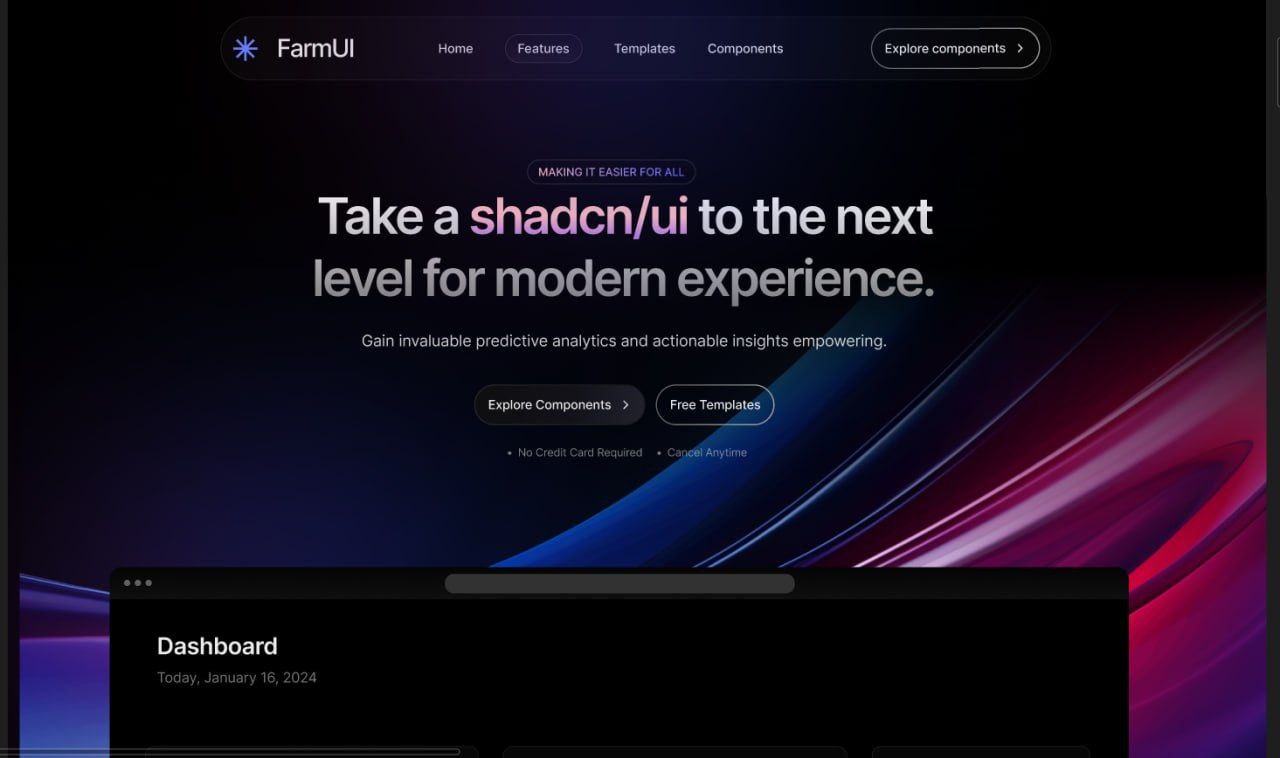 FarmUI
Home
Features
Templates
Components
Explore components
MAKING IT EASIER FOR ALL
Take a shadcn/ui to the next
level for modern experience.
Gain invaluable predictive analytics and actionable insights empowering.
Explore Components
Free Templates
• No Credit Card Required • Cancel Anytime
Dashboard
Today, January 16, 2024